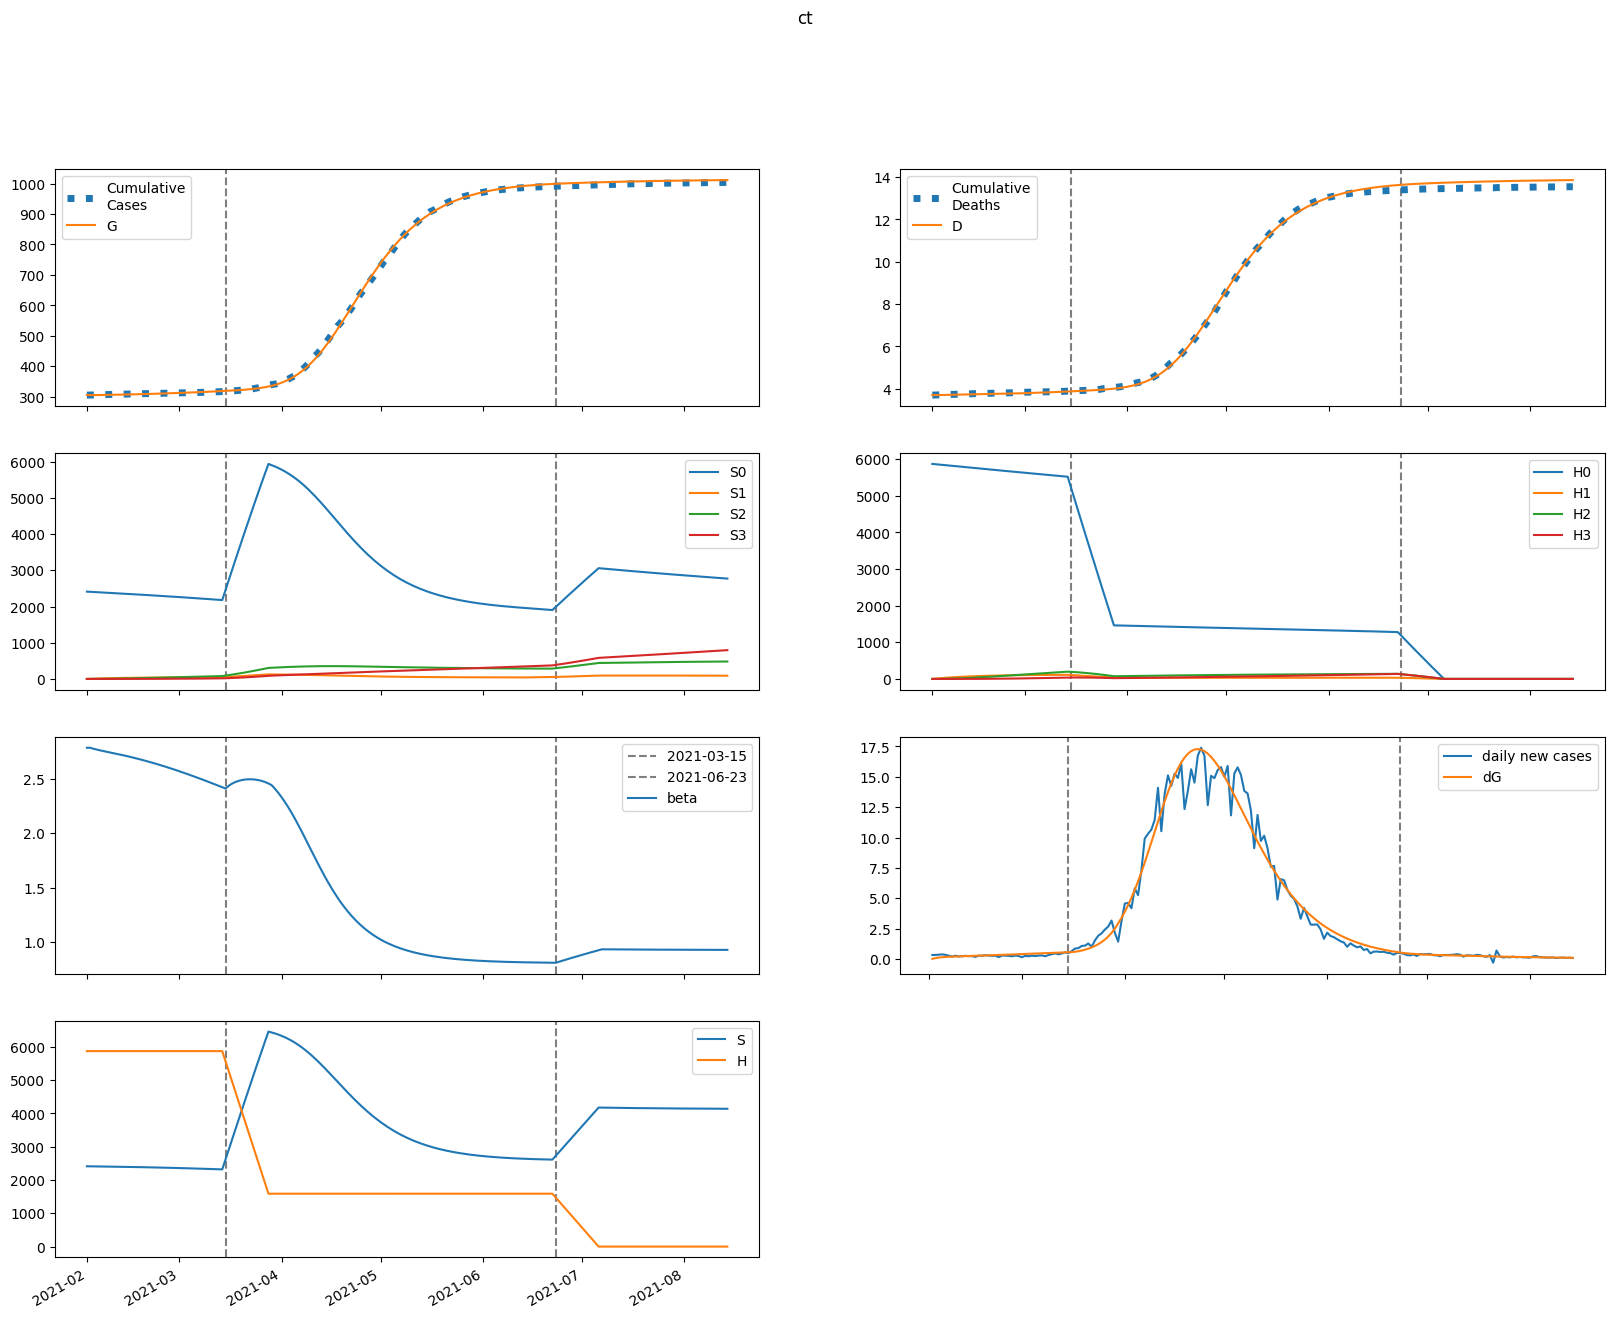 ct
Cumulative
Cases
G
1000
900
800
700
600
500
400
300
Cumulative
Deaths
D
14
12
10
8
6
4
S0
S1
S2
S3
6000
5000
4000
3000
2000
1000
0
H0
H1
H2
H3
6000
5000
4000
3000
2000
1000
0
2021-03-15
2021-06-23
beta
2.5
2.0
1.5
1.0
daily new cases
dG
17.5
15.0
12.5
10.0
7.5
5.0
2.5
0.0
S
H
6000
5000
4000
3000
2000
1000
0
2021-02
2021-03
2021-04
2021-05
2021-06
2021-07
2021-08